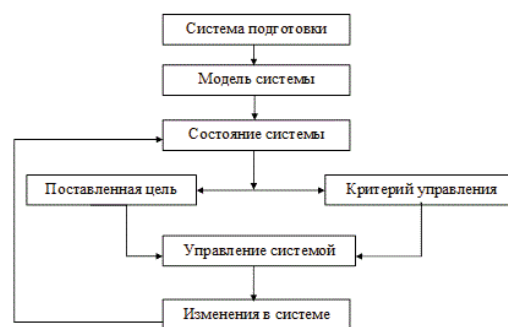 Система подготовки
Модель системы
Состояние системы
Поставленная цель
Критерий управления
Управление системой
Изменения в системе